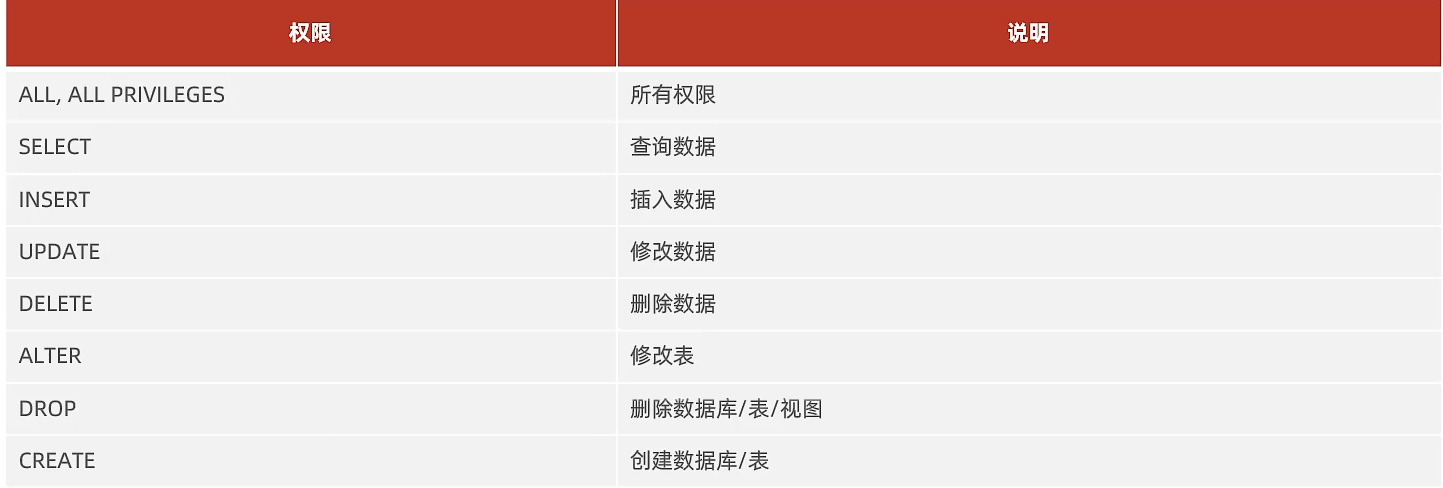 权限 说明
ALL, ALL PRIVILEGES 所有权限
SELECT 查询数据
INSERT 插入数据
UPDATE 修改数据
DELETE 删除数据
ALTER 修改表
DROP 删除数据库/表/视图
CREATE 创建数据库/表